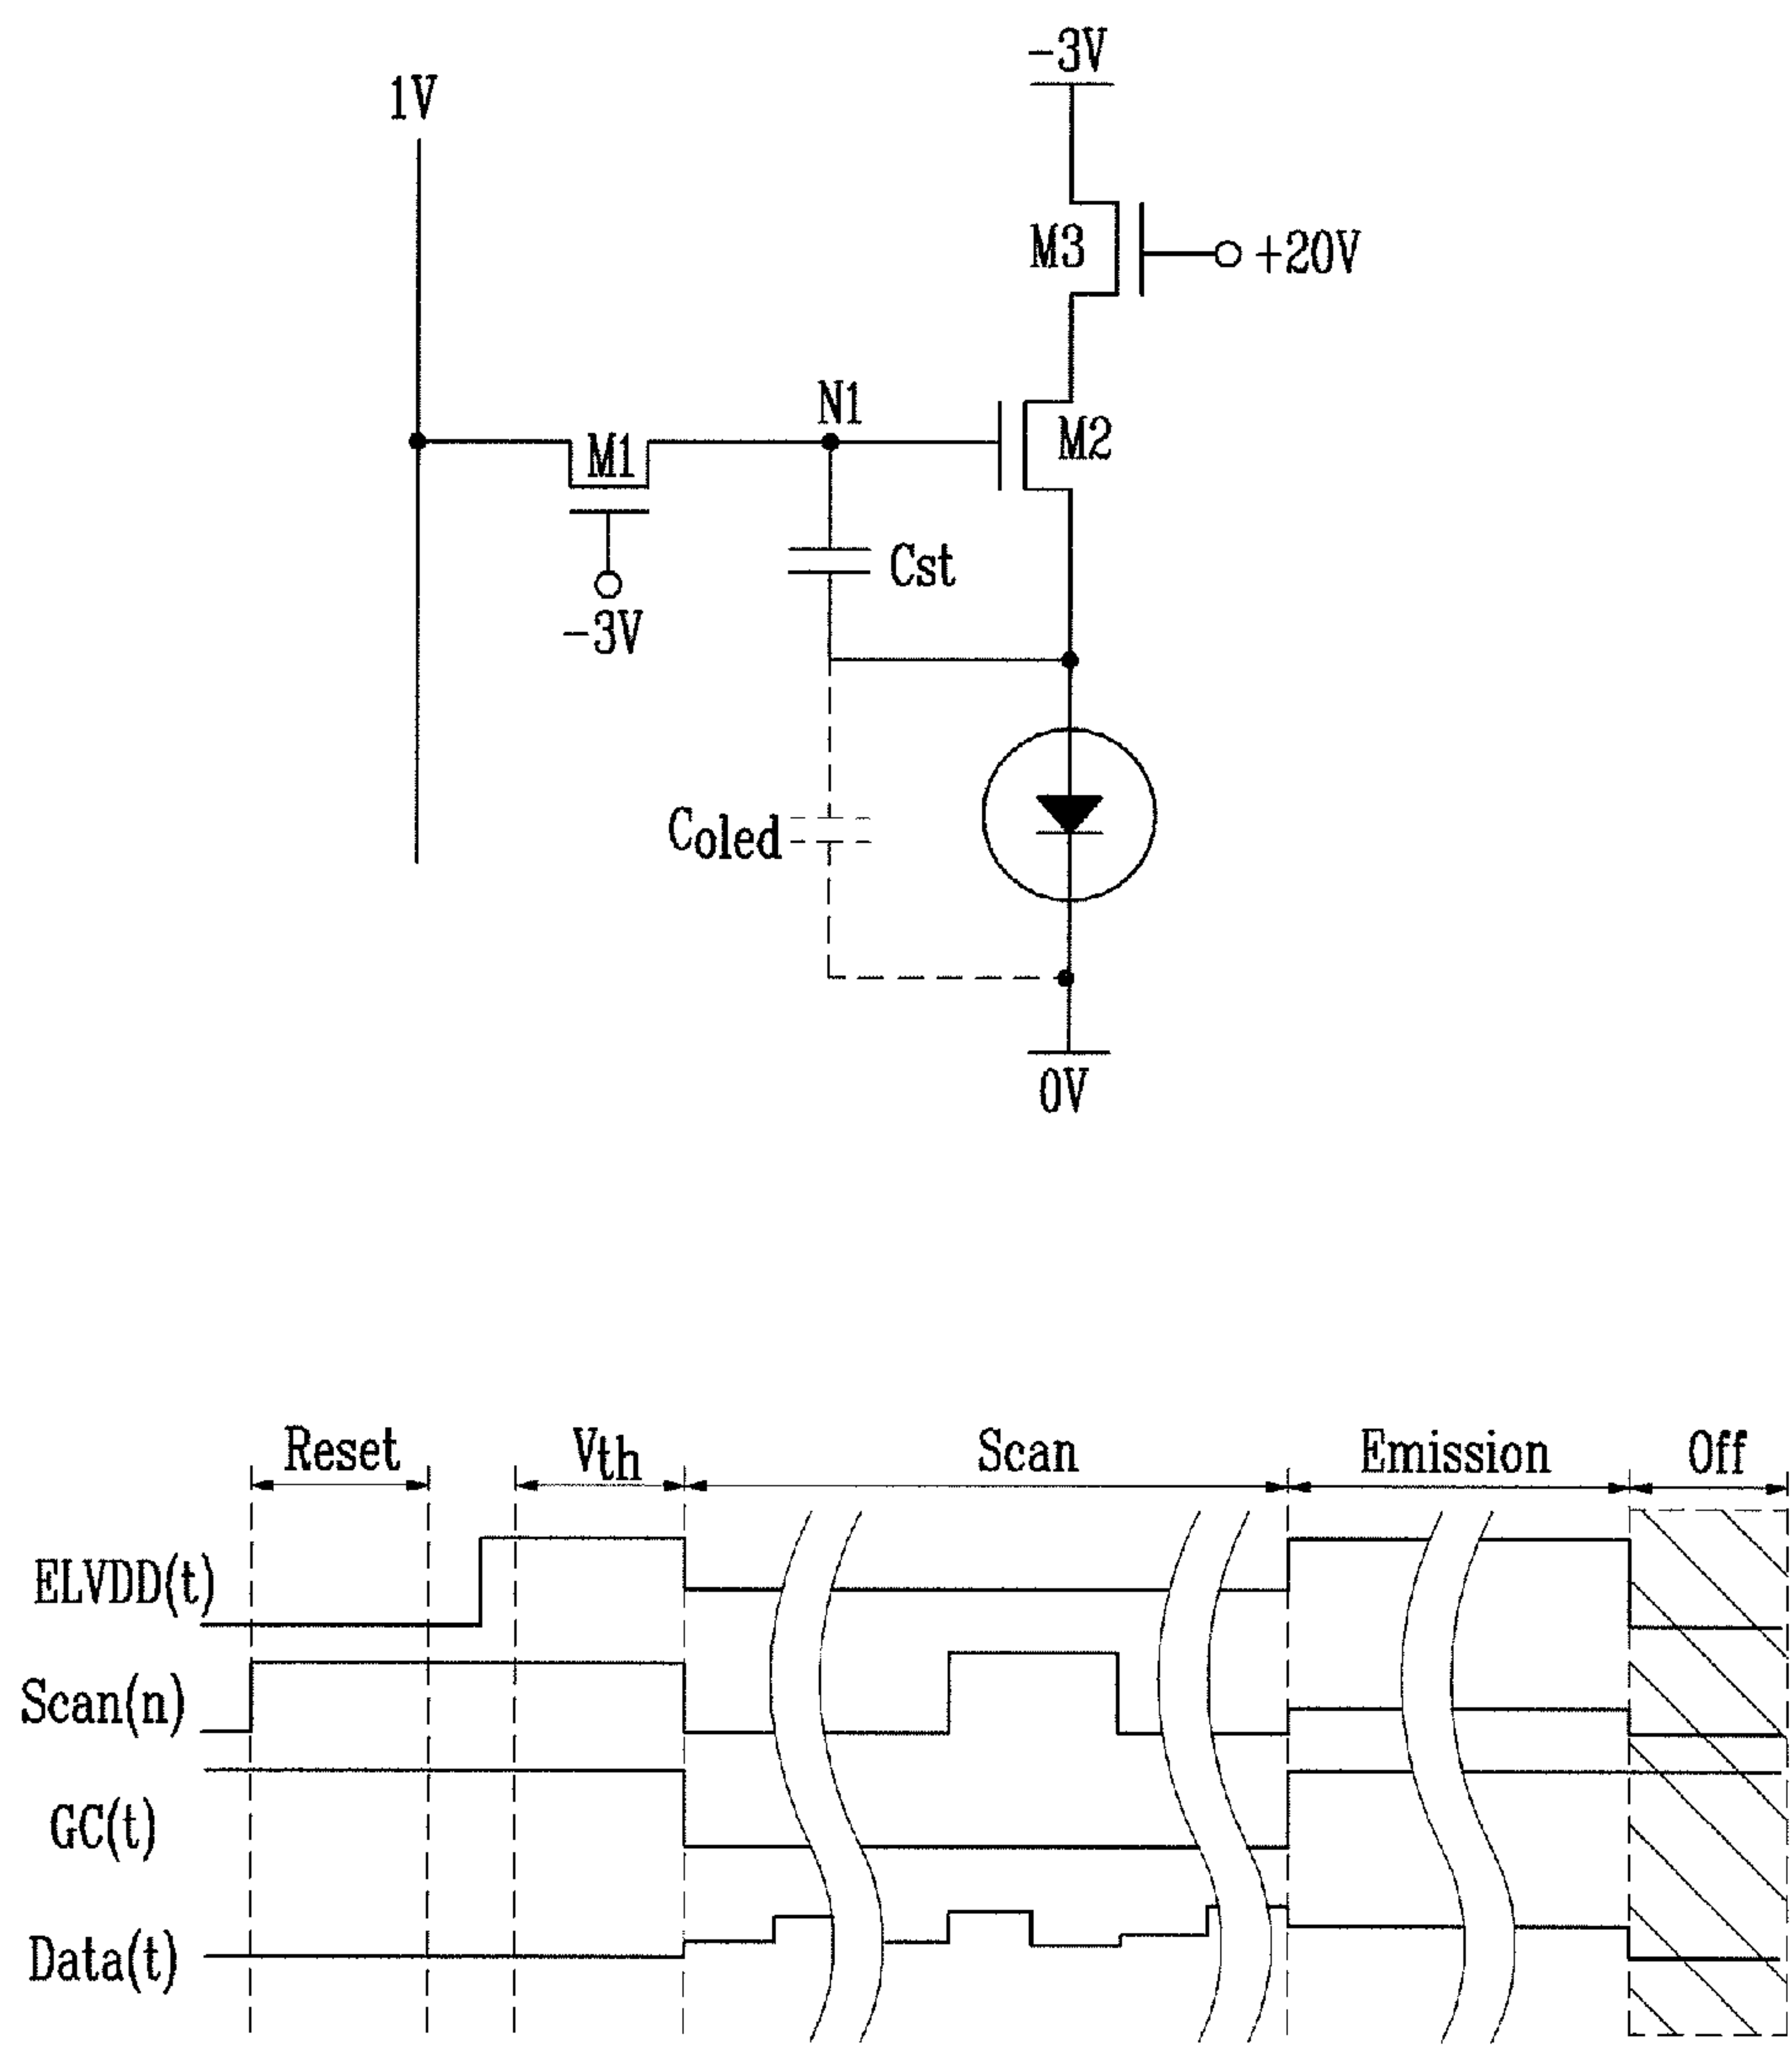 -3V
1V
M3
+20V
N1
M1
M2
Cst
-3V
Coled
0V
Reset
Vth
Scan
Emission
Off
ELVDD(t)
Scan(n)
GC(t)
Data(t)